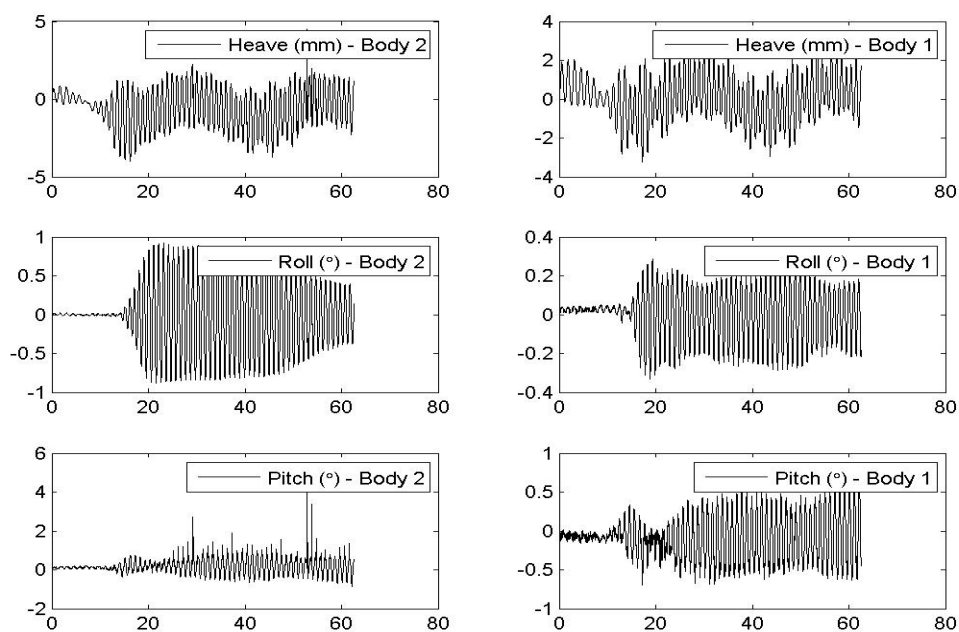 5
Heave (mm) - Body 2
0
-5
0 20 40 60 80
4
Heave (mm) - Body 1
2
0
-2
-4
0 20 40 60 80
1
Roll (°) - Body 2
0.5
0
-0.5
-1
0 20 40 60 80
0.4
Roll (°) - Body 1
0.2
0
-0.2
-0.4
0 20 40 60 80
6
Pitch (°) - Body 2
4
2
0
-2
0 20 40 60 80
1
Pitch (°) - Body 1
0.5
0
-0.5
-1
0 20 40 60 80